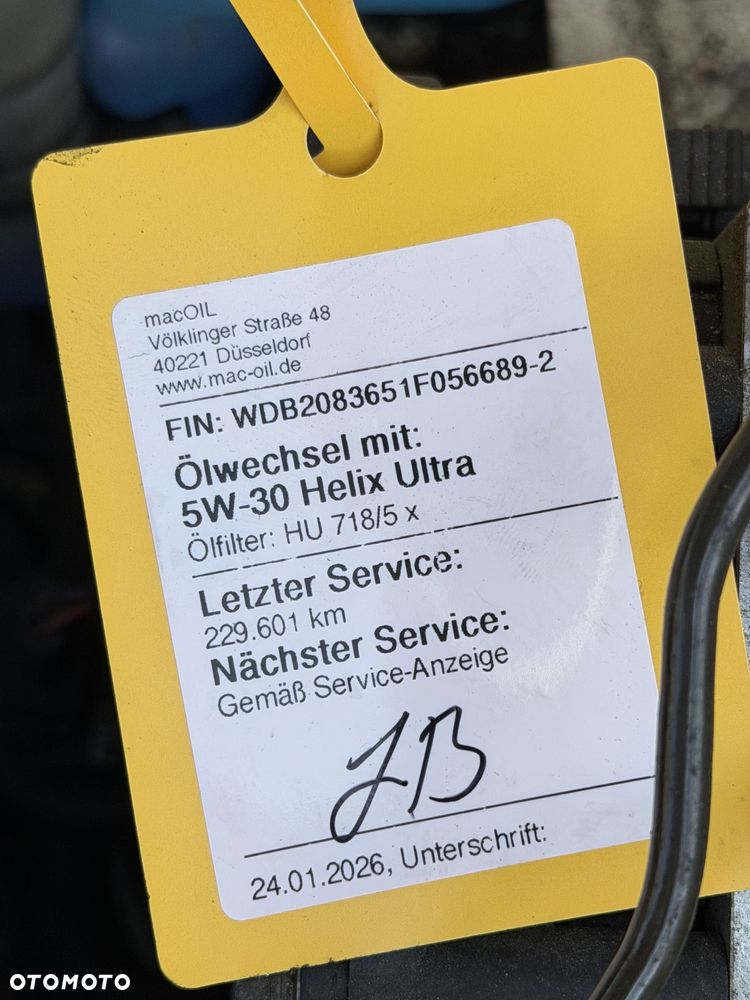 macOIL
Völklinger Straße 48
40221 Düsseldorf
www.mac-oil.de
FIN: WDB2083651F056689-2
Ölwechsel mit:
5W-30 Helix Ultra
Ölfilter: HU 718/5 x
Letzter Service:
229.601 km
Nächster Service:
Gemäß Service-Anzeige
JB
24.01.2026, Unterschrift:
OTOMOTO